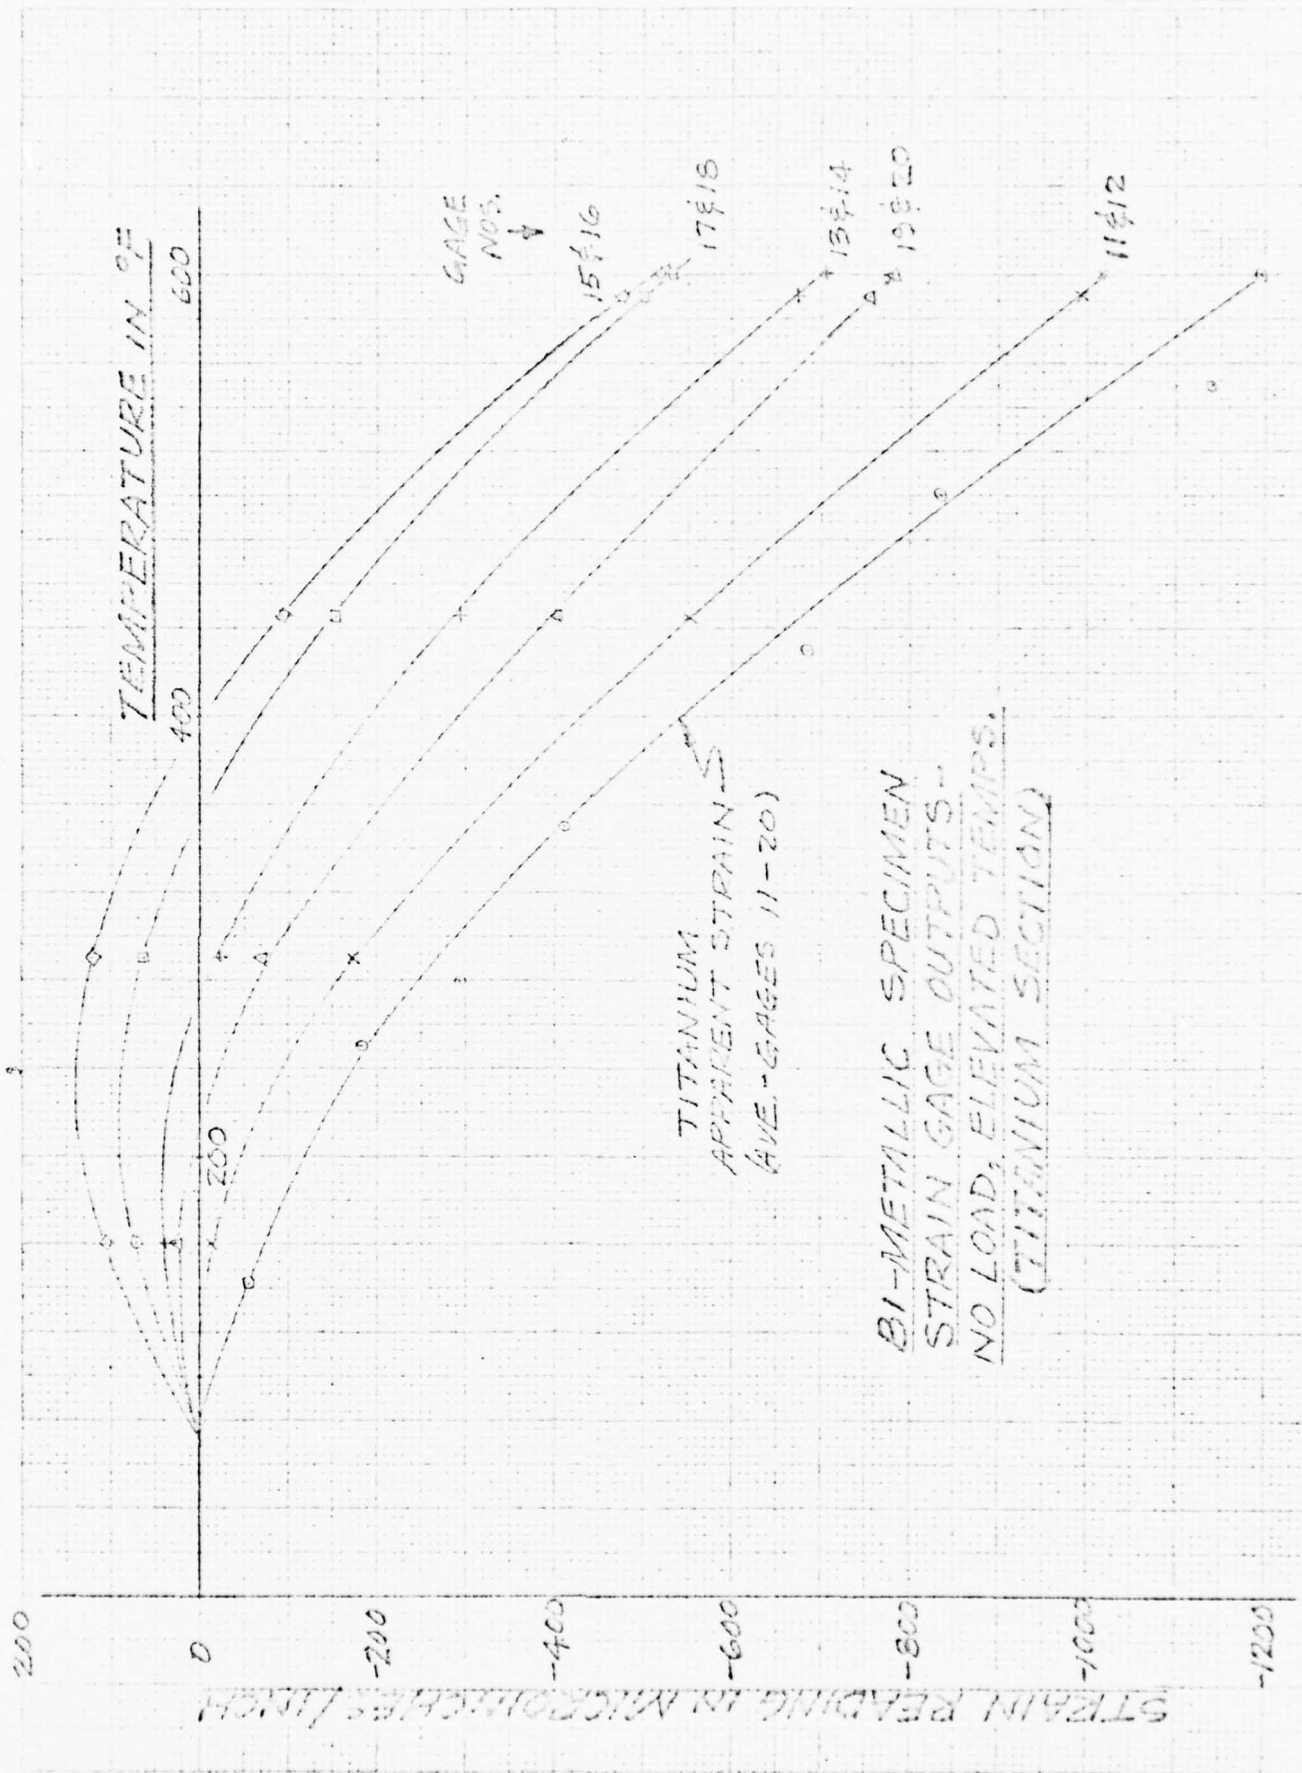 TEMPERATURE IN °F
200
400
600
GAGE
NOS.
15 & 16
17 & 18
13 & 14
19 & 20
11 & 12
200
0
-200
-400
-600
-800
-1000
-1200
STRAIN READING IN MICROINCHES/INCH
TITANIUM
APPARENT STRAIN
(AVE.-GAGES 11-20)
BI-METALLIC SPECIMEN
STRAIN GAGE OUTPUTS-
NO LOAD, ELEVATED TEMPS.
(TITANIUM SECTION)